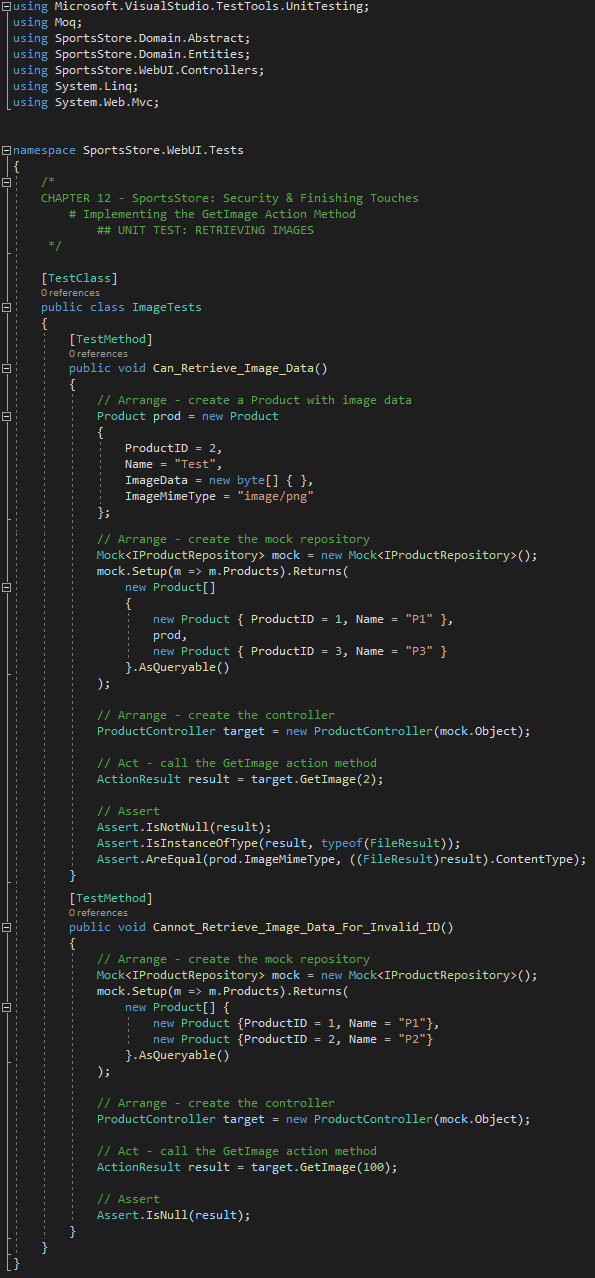 using Microsoft.VisualStudio.TestTools.UnitTesting;
using Moq;
using SportsStore.Domain.Abstract;
using SportsStore.Domain.Entities;
using SportsStore.WebUI.Controllers;
using System.Linq;
using System.Web.Mvc;
namespace SportsStore.WebUI.Tests
{
/*
CHAPTER 12 - SportsStore: Security & Finishing Touches
# Implementing the GetImage Action Method
## UNIT TEST: RETRIEVING IMAGES
*/
[TestClass]
0 references
public class ImageTests
{
[TestMethod]
0 references
public void Can_Retrieve_Image_Data()
{
// Arrange - create a Product with image data
Product prod = new Product
{
ProductID = 2,
Name = "Test",
ImageData = new byte[] { },
ImageMimeType = "image/png"
};
// Arrange - create the mock repository
Mock<IProductRepository> mock = new Mock<IProductRepository>();
mock.Setup(m => m.Products).Returns(
new Product[]
{
new Product { ProductID = 1, Name = "P1" },
prod,
new Product { ProductID = 3, Name = "P3" }
}.AsQueryable()
);
// Arrange - create the controller
ProductController target = new ProductController(mock.Object);
// Act - call the GetImage action method
ActionResult result = target.GetImage(2);
// Assert
Assert.IsNotNull(result);
Assert.IsInstanceOfType(result, typeof(FileResult));
Assert.AreEqual(prod.ImageMimeType, ((FileResult)result).ContentType);
}
[TestMethod]
0 references
public void Cannot_Retrieve_Image_Data_For_Invalid_ID()
{
// Arrange - create the mock repository
Mock<IProductRepository> mock = new Mock<IProductRepository>();
mock.Setup(m => m.Products).Returns(
new Product[] {
new Product {ProductID = 1, Name = "P1"},
new Product {ProductID = 2, Name = "P2"}
}.AsQueryable()
);
// Arrange - create the controller
ProductController target = new ProductController(mock.Object);
// Act - call the GetImage action method
ActionResult result = target.GetImage(100);
// Assert
Assert.IsNull(result);
}
}
}